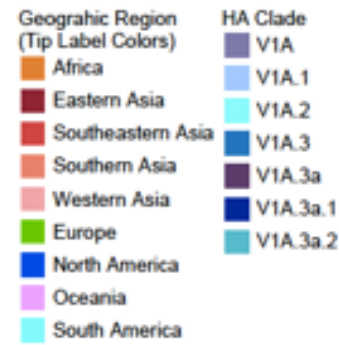 Geograhic Region
(Tip Label Colors)
Africa
Eastern Asia
Southeastern Asia
Southern Asia
Western Asia
Europe
North America
Oceania
South America
HA Clade
V1A
V1A.1
V1A.2
V1A.3
V1A.3a
V1A.3a.1
V1A.3a.2